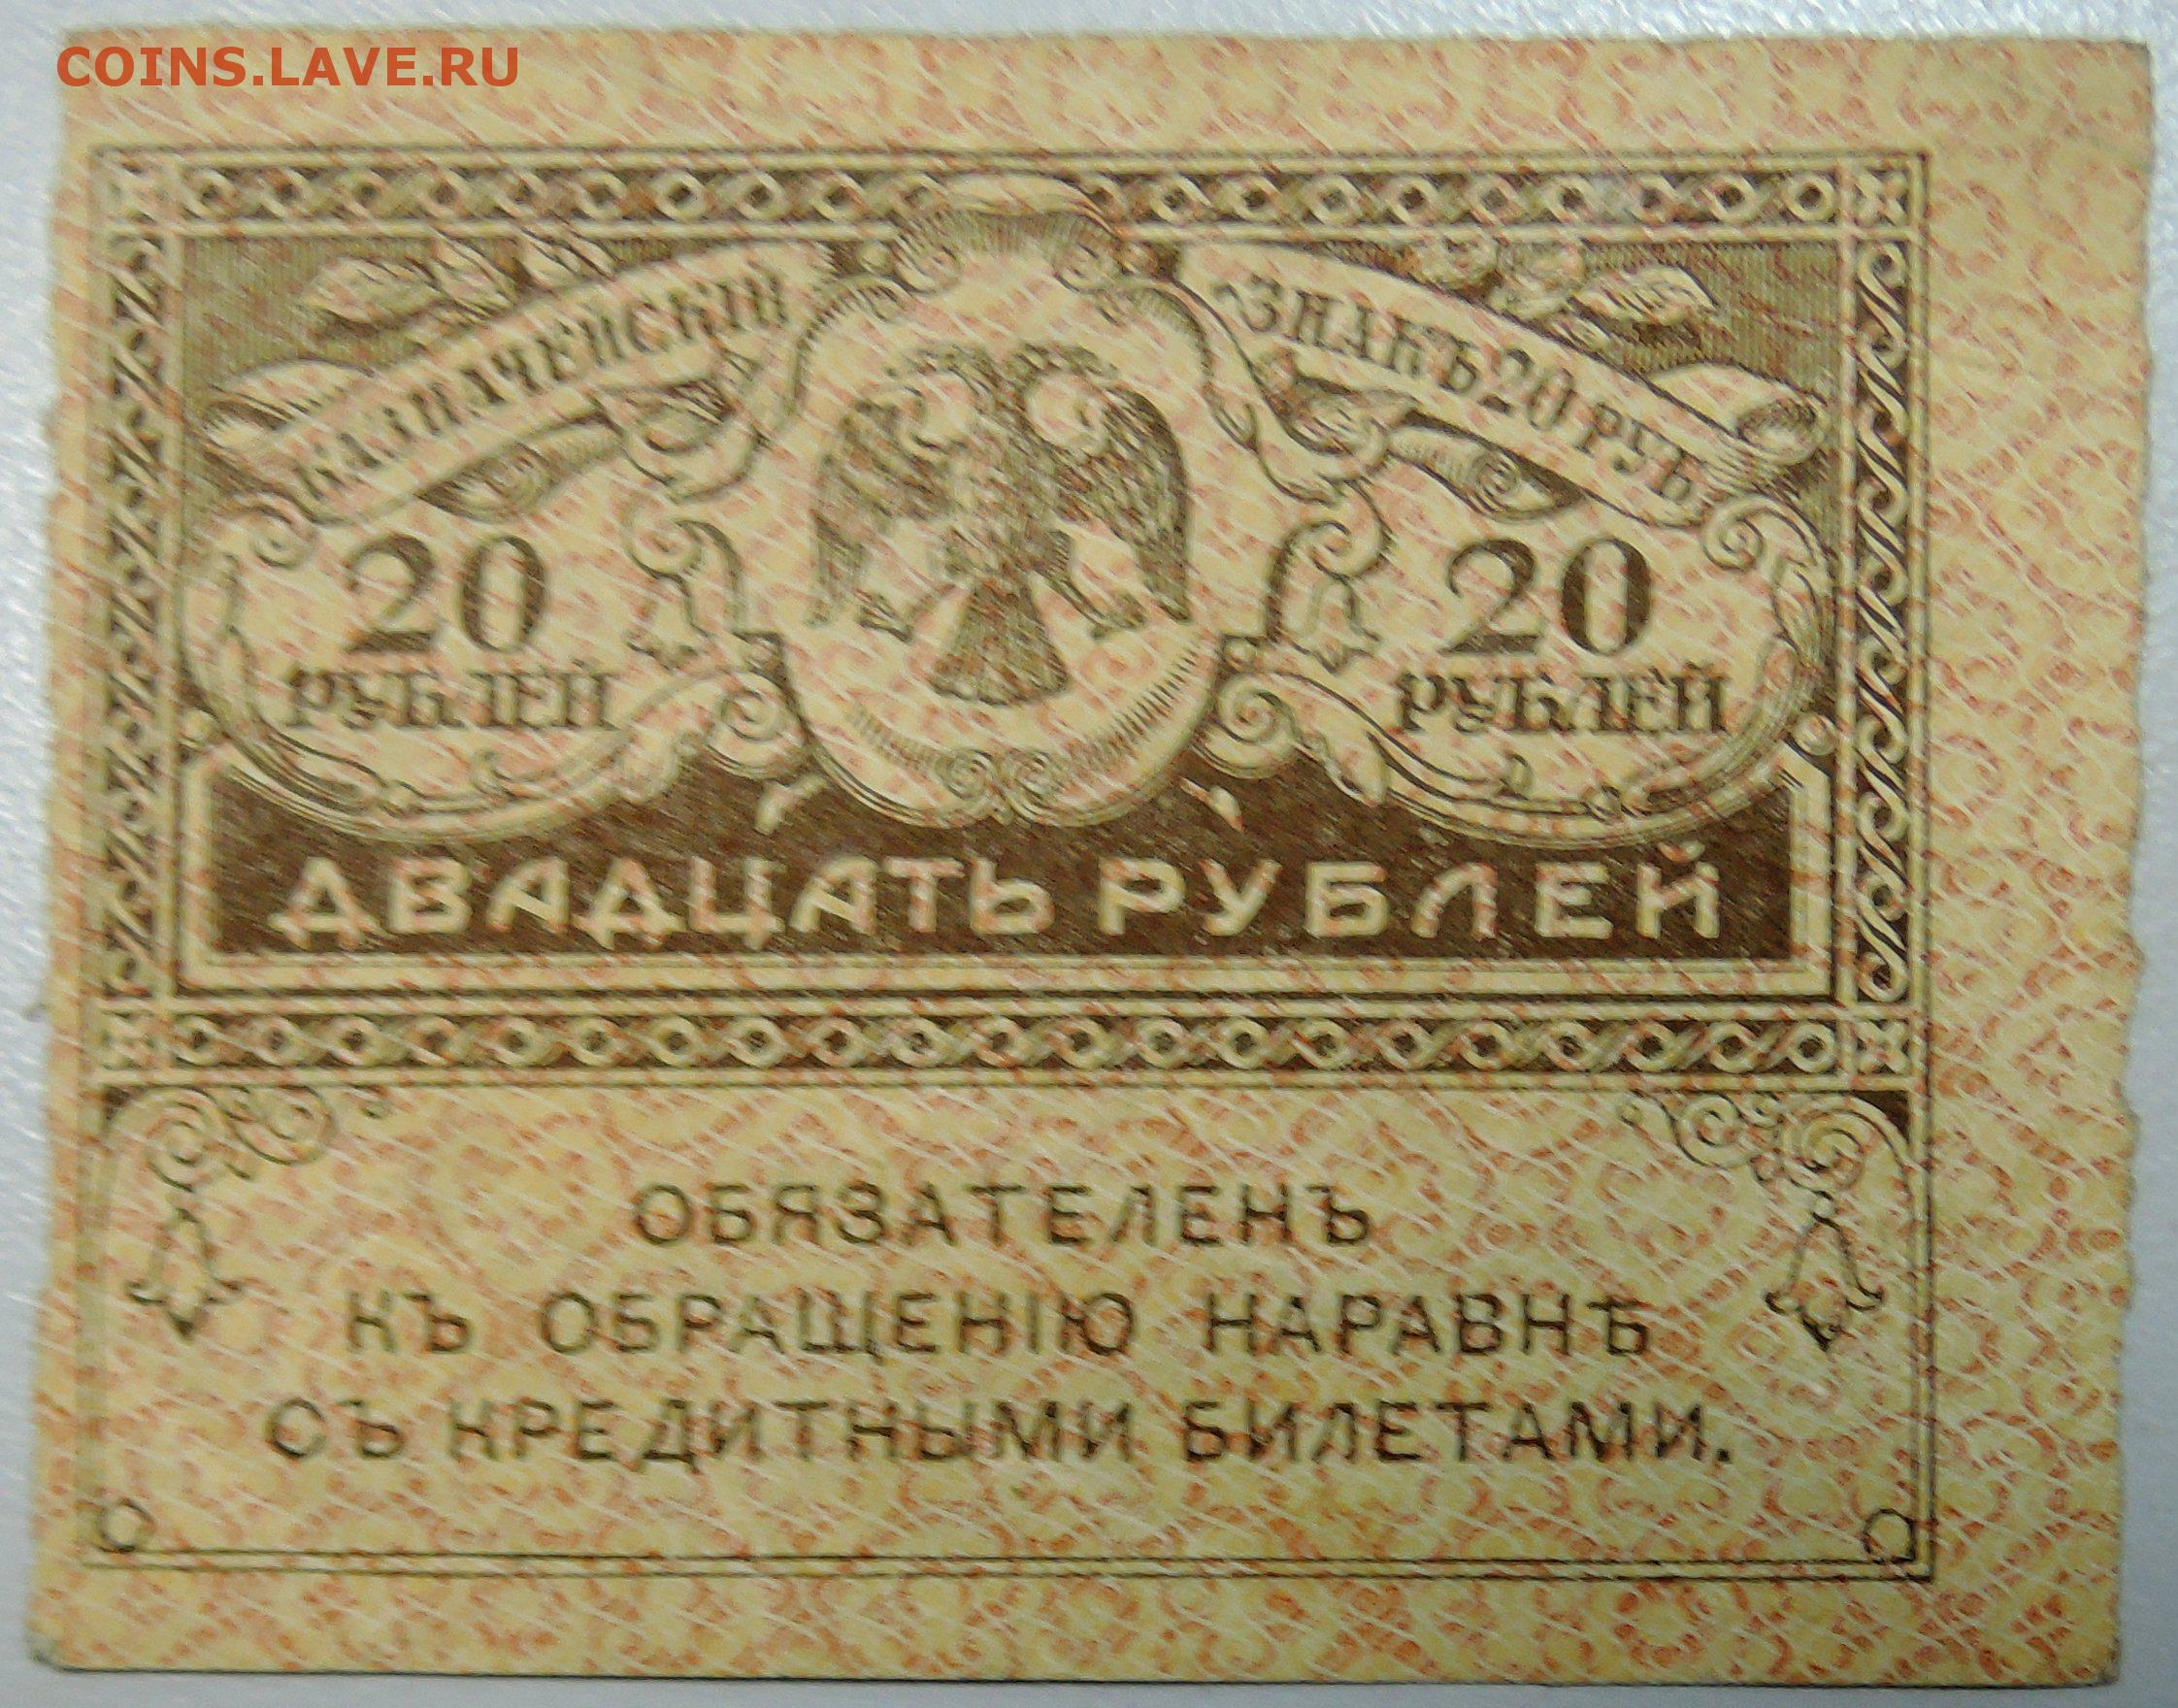 COINS.LAVE.RU
КАЗНАЧЕЙСКІЙ ЗНАКЪ 20 РУБ
20 РУБЛЕЙ
20 РУБЛЕЙ
ДВАДЦАТЬ РУБЛЕЙ
ОБЯЗАТЕЛЕНЪ
КЪ ОБРАЩЕНІЮ НАРАВНѢ
СЪ КРЕДИТНЫМИ БИЛЕТАМИ.